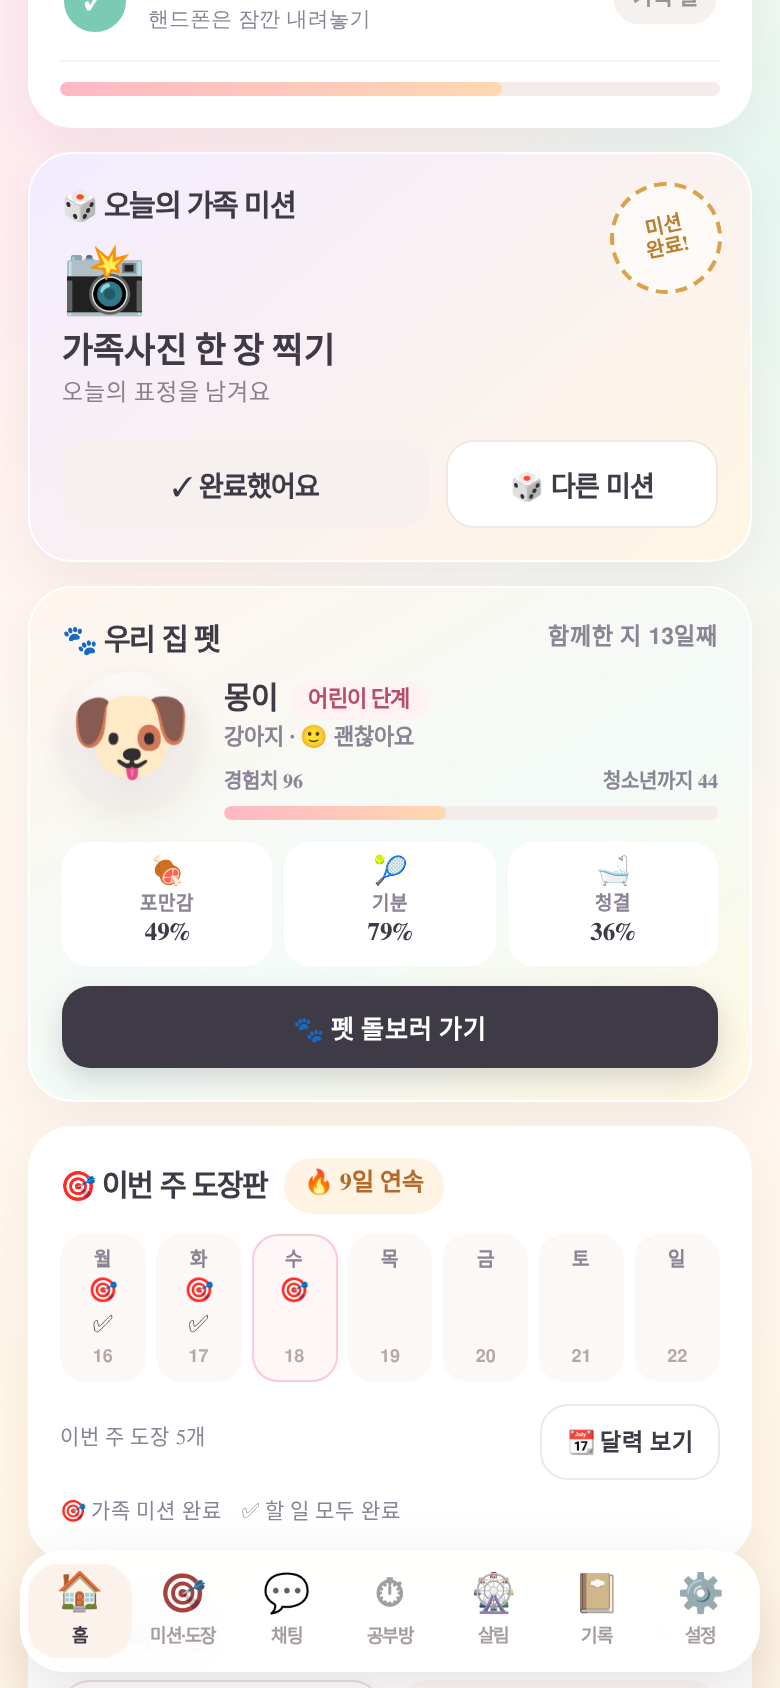 핸드폰은 잠깐 내려놓기
오늘의 가족 미션
미션
완료!
가족사진 한 장 찍기
오늘의 표정을 남겨요
✓ 완료했어요
다른 미션
우리 집 펫
함께한 지 13일째
몽이
어린이 단계
강아지 · 🙂 괜찮아요
경험치 96
청소년까지 44
포만감
49%
기분
79%
청결
36%
펫 돌보러 가기
이번 주 도장판
9일 연속
월 화 수 목 금 토 일
16 17 18 19 20 21 22
이번 주 도장 5개
달력 보기
가족 미션 완료 ✅ 할 일 모두 완료
홈 미션·도장 채팅 공부방 살림 기록 설정